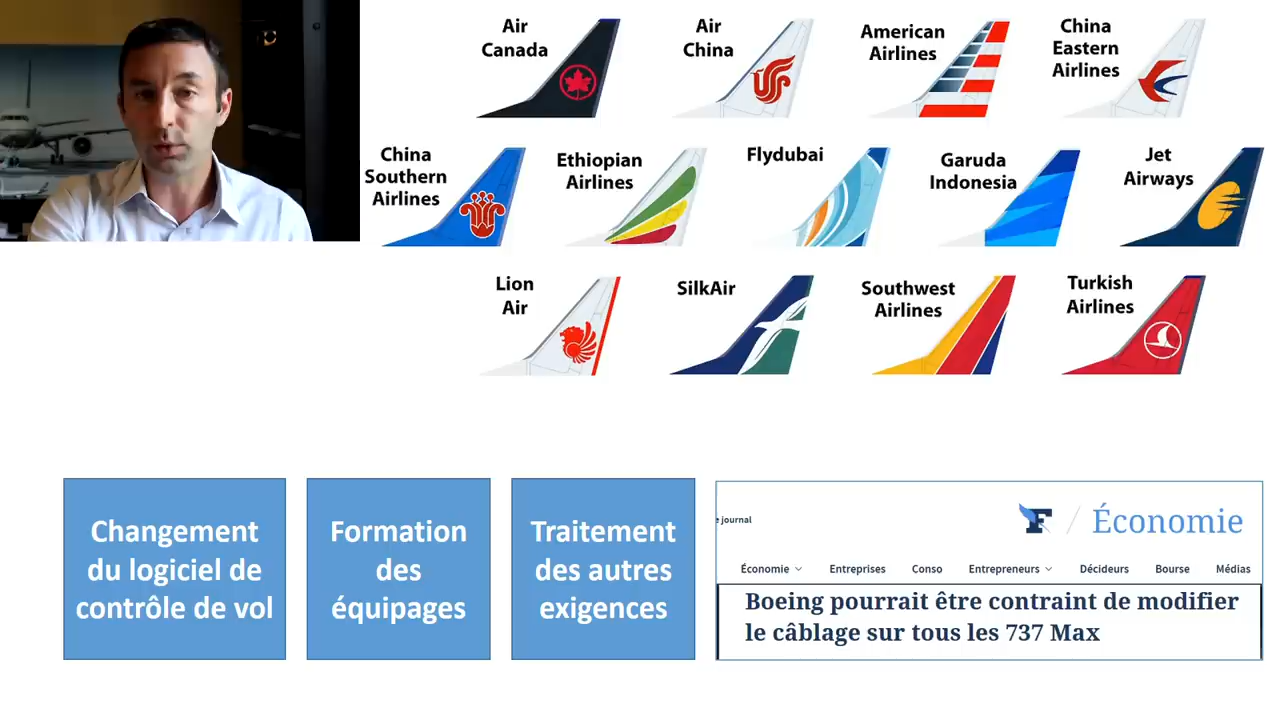 Air
Canada
Air
China
American
Airlines
China
Eastern
Airlines
China
Southern
Airlines
Ethiopian
Airlines
Flydubai
Garuda
Indonesia
Jet
Airways
Lion
Air
SilkAir
Southwest
Airlines
Turkish
Airlines
Changement
du logiciel de
contrôle de vol
Formation
des
équipages
Traitement
des autres
exigences
e journal
F / Économie
Économie Entreprises Conso Entrepreneurs Décideurs Bourse Médias
Boeing pourrait être contraint de modifier
le câblage sur tous les 737 Max